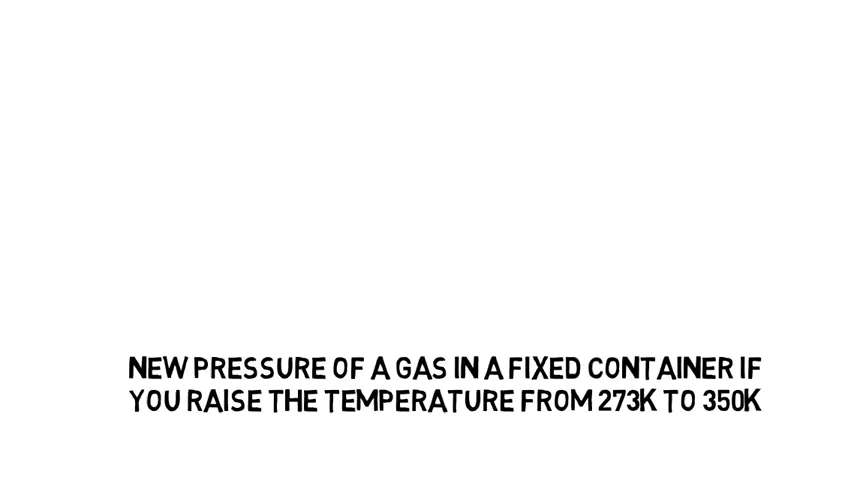 NEW PRESSURE OF A GAS IN A FIXED CONTAINER IF
YOU RAISE THE TEMPERATURE FROM 273K TO 350K